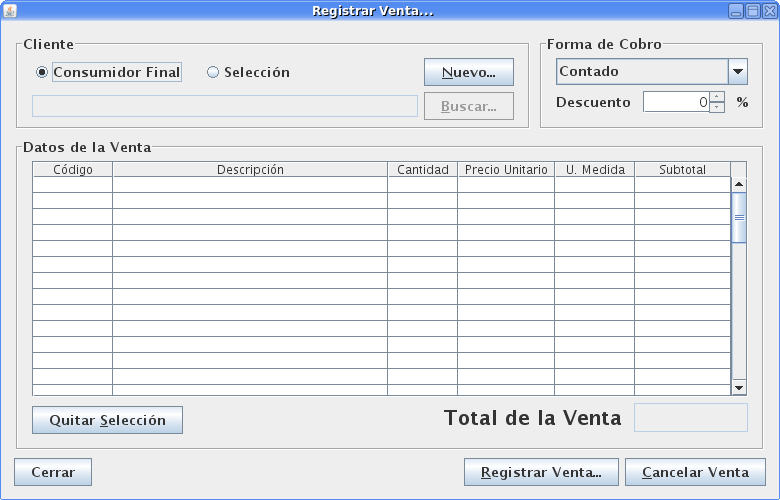 Registrar Venta...
Cliente
Consumidor Final Selección Nuevo...
Buscar...
Forma de Cobro
Contado
Descuento 0 %
Datos de la Venta
Código Descripción Cantidad Precio Unitario U. Medida Subtotal
Quitar Selección Total de la Venta
Cerrar Registrar Venta... Cancelar Venta